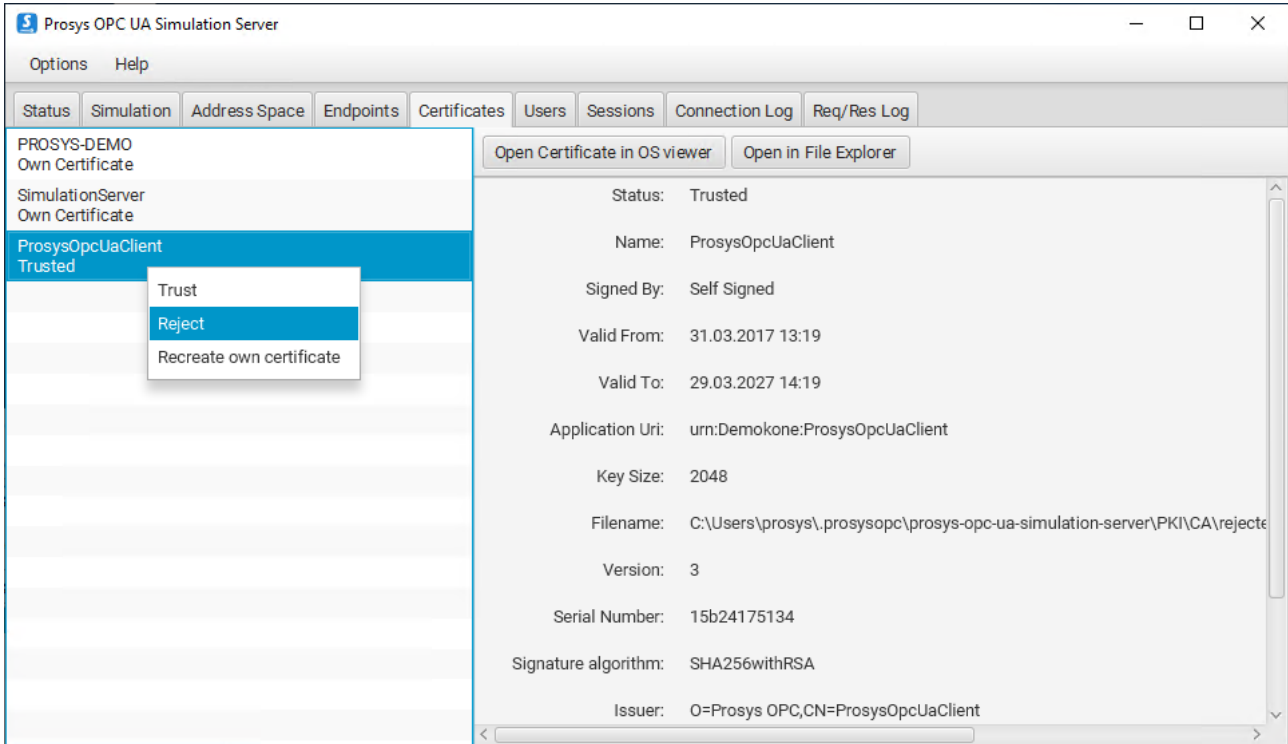 Prosys OPC UA Simulation Server
Options Help
Status Simulation Address Space Endpoints Certificates Users Sessions Connection Log Req/Res Log
PROSYS-DEMO
Own Certificate
SimulationServer
Own Certificate
ProsysOpcUaClient
Trusted
Trust
Reject
Recreate own certificate
Open Certificate in OS viewer Open in File Explorer
Status: Trusted
Name: ProsysOpcUaClient
Signed By: Self Signed
Valid From: 31.03.2017 13:19
Valid To: 29.03.2027 14:19
Application Uri: urn:Demokone:ProsysOpcUaClient
Key Size: 2048
Filename: C:\Users\prosys\.prosysopc\prosys-opc-ua-simulation-server\PKI\CA\rejecte
Version: 3
Serial Number: 15b24175134
Signature algorithm: SHA256withRSA
Issuer: O=Prosys OPC,CN=ProsysOpcUaClient